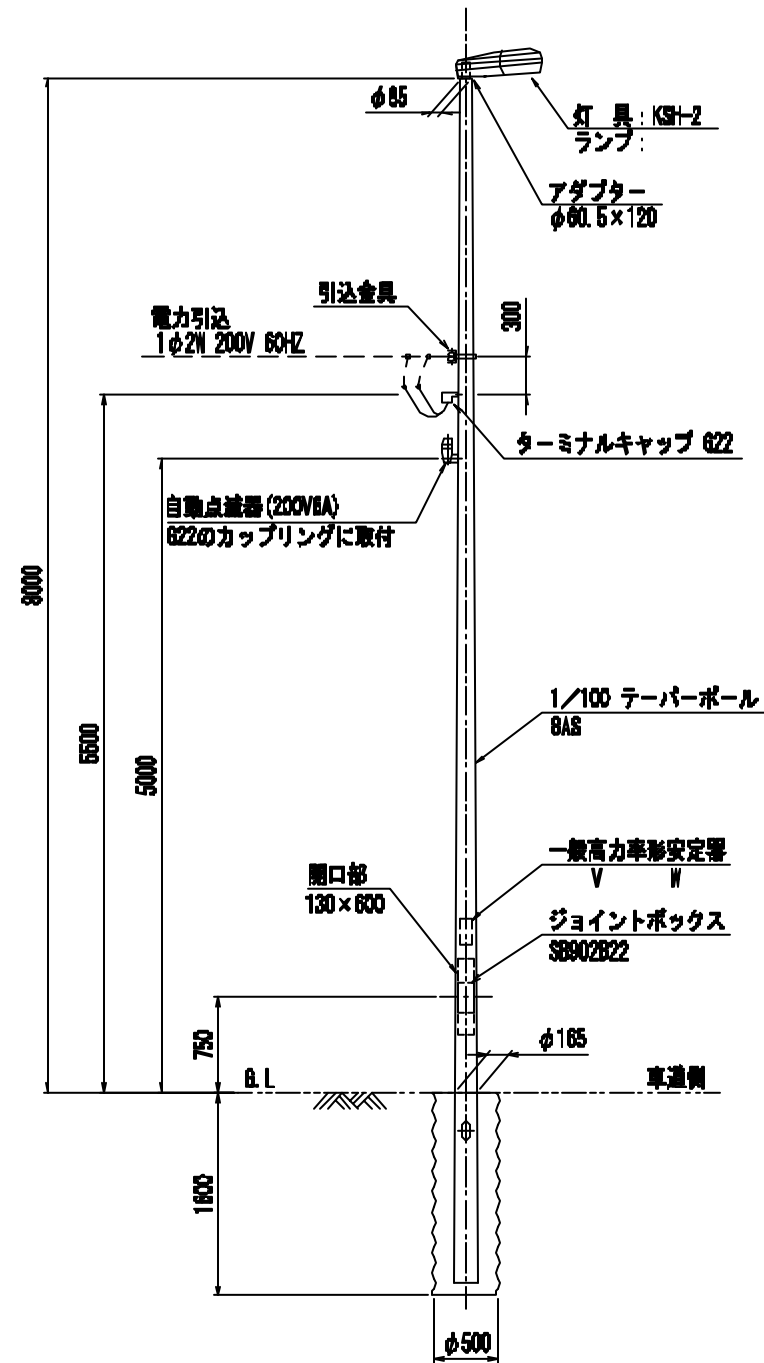 φ85
灯 具 : KSH-2
ランプ :
アダプター
φ60.5×120
引込金具
電力引込
1φ2W 200V 60HZ
300
ターミナルキャップ G22
自動点滅器(200V6A)
G22のカップリングに取付
8000
5500
5000
1/100 テーパーポール
8AS
一般高力率形安定器
V W
開口部
130×600
ジョイントボックス
SB902B22
750
φ165
G.L
車道側
1600
φ500